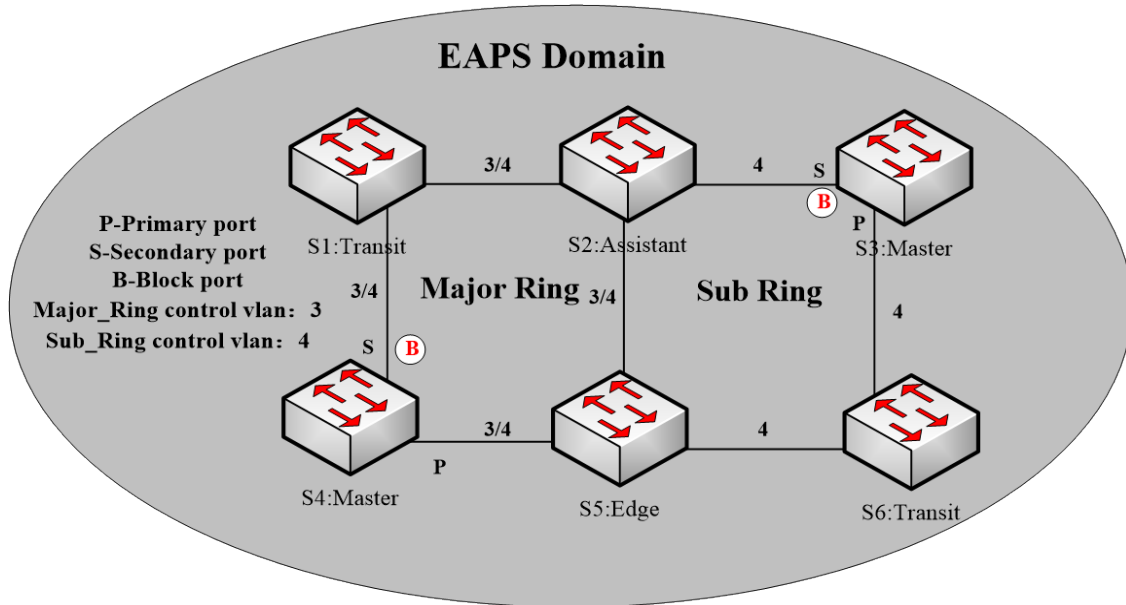 EAPS Domain
3/4
4
S
B
P
S1:Transit
S2:Assistant
S3:Master
P-Primary port
S-Secondary port
B-Block port
Major_Ring control vlan: 3
Sub_Ring control vlan: 4
3/4
Major Ring
3/4
Sub Ring
4
S
B
3/4
4
P
S4:Master
S5:Edge
S6:Transit